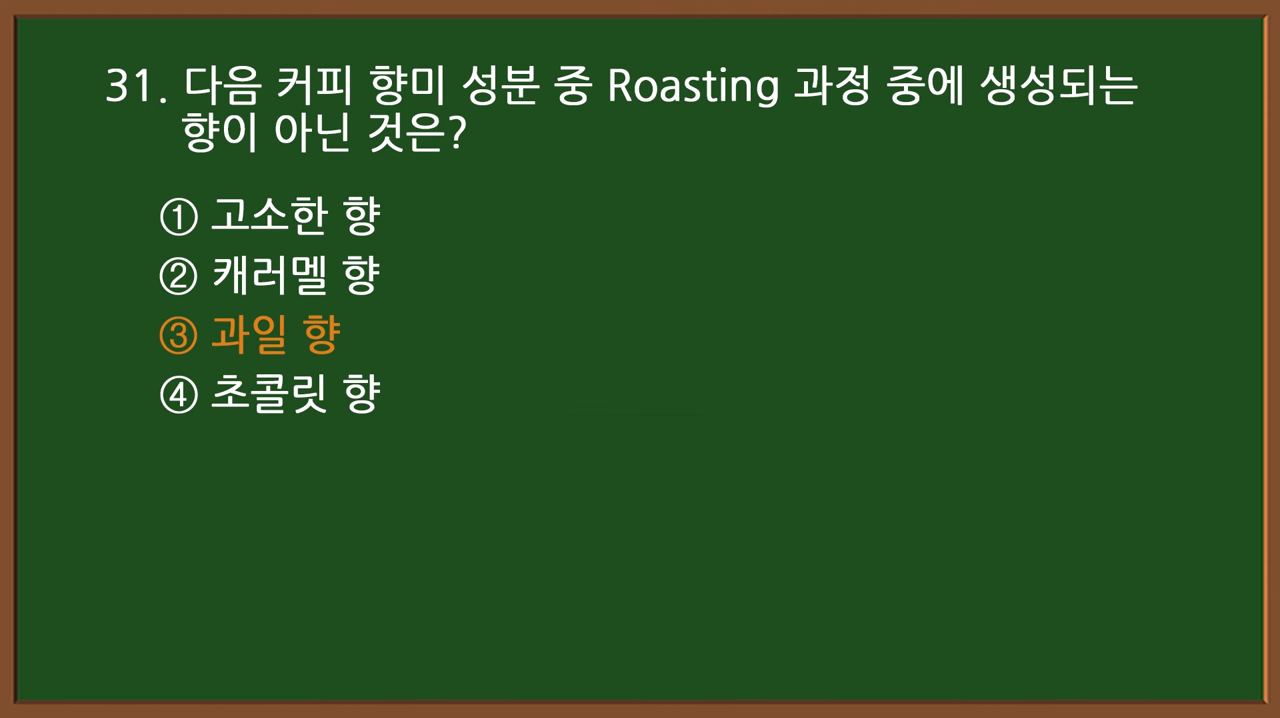 31. 다음 커피 향미 성분 중 Roasting 과정 중에 생성되는
향이 아닌 것은?
① 고소한 향
② 캐러멜 향
③ 과일 향
④ 초콜릿 향